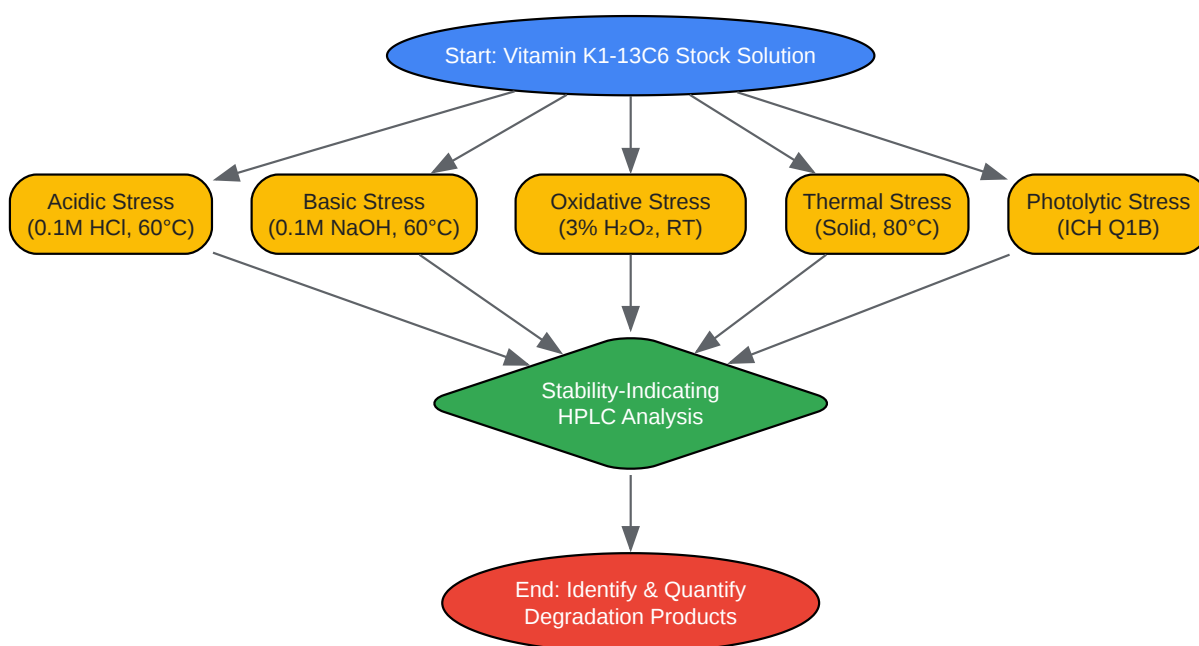 Start: Vitamin K1-13C6 Stock Solution
Acidic Stress
(0.1M HCl, 60°C)
Basic Stress
(0.1M NaOH, 60°C)
Oxidative Stress
(3% H₂O₂, RT)
Thermal Stress
(Solid, 80°C)
Photolytic Stress
(ICH Q1B)
Stability-Indicating
HPLC Analysis
End: Identify & Quantify
Degradation Products